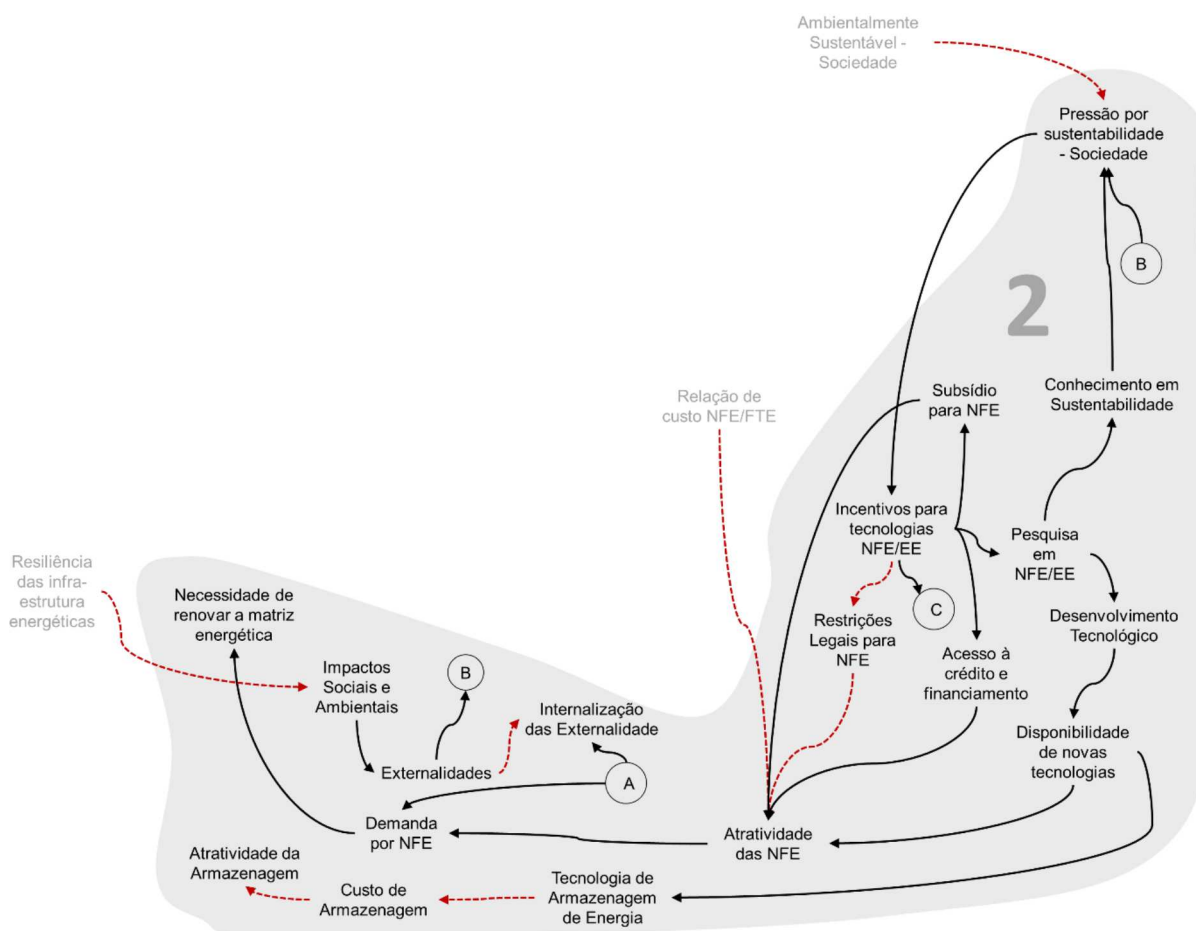 Ambientalmente
Sustentável -
Sociedade
Pressão por
sustentabilidade
- Sociedade
B
2
Relação de
custo NFE/FTE
Subsídio
para NFE
Conhecimento em
Sustentabilidade
Incentivos para
tecnologias
NFE/EE
Pesquisa
em
NFE/EE
Resiliência
das infra-
estrutura
energéticas
Necessidade de
renovar a matriz
energética
Restrições
Legais para
NFE
C
Desenvolvimento
Tecnológico
Acesso à
crédito e
financiamento
Impactos
Sociais e
Ambientais
B
Internalização
das Externalidade
Disponibilidade
de novas
tecnologias
Externalidades
A
Demanda
por NFE
Atratividade
das NFE
Atratividade da
Armazenagem
Custo de
Armazenagem
Tecnologia de
Armazenagem
de Energia